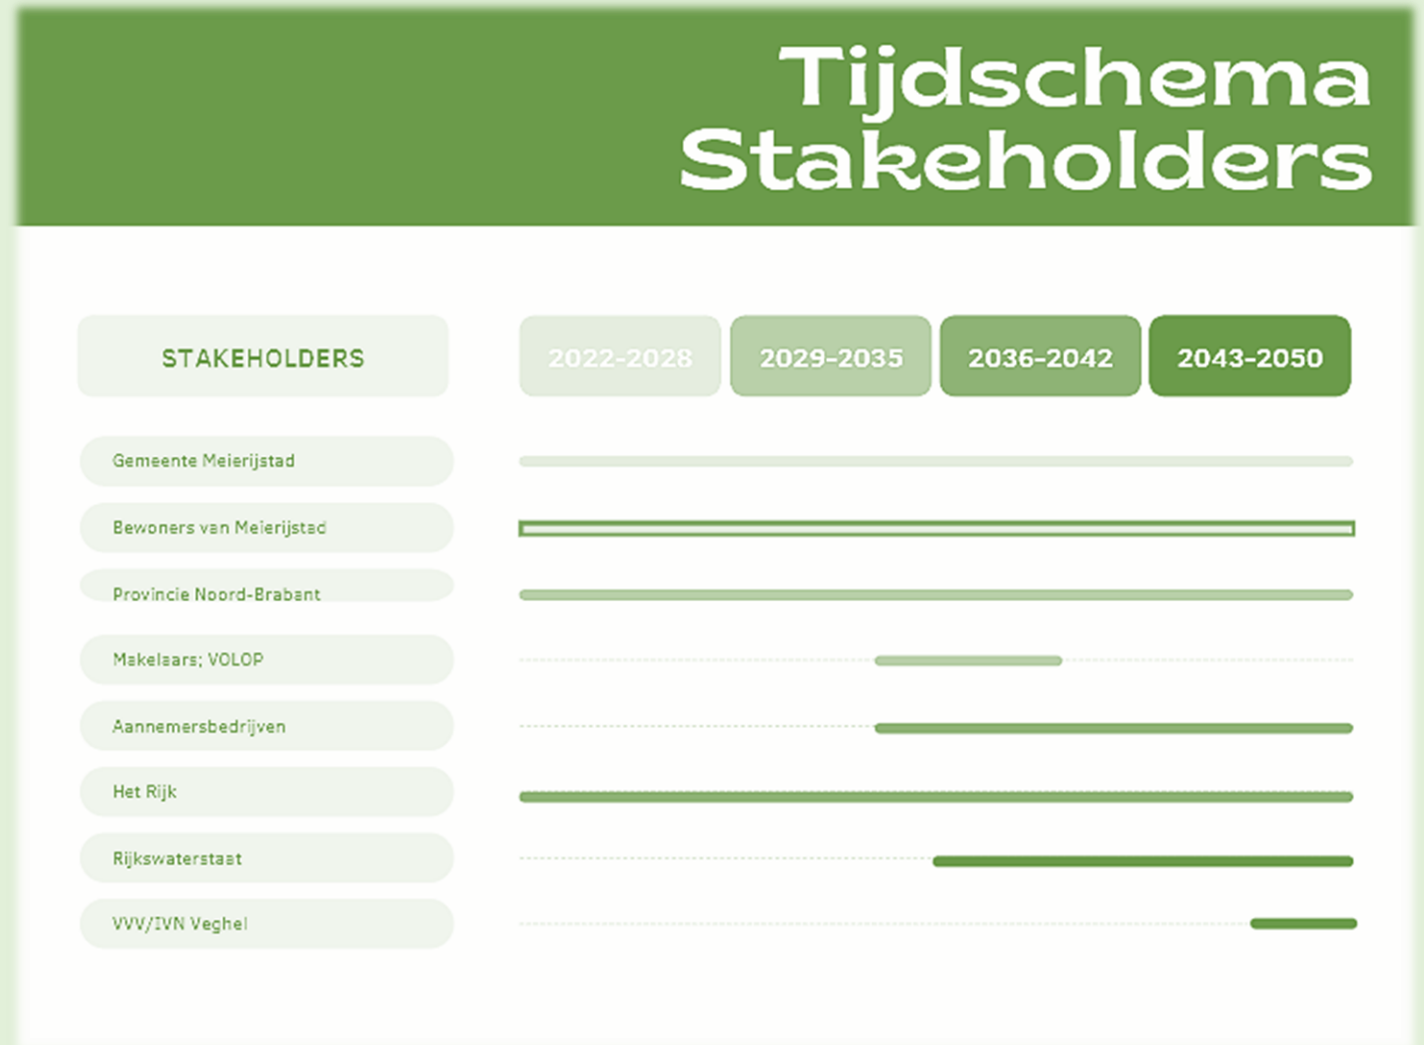 Tijdschema
Stakeholders
STAKEHOLDERS
2022-2028
2029-2035
2036-2042
2043-2050
Gemeente Meierijstad
Bewoners van Meierijstad
Provincie Noord-Brabant
Makelaars; VOLOP
Aannemersbedrijven
Het Rijk
Rijkswaterstaat
VVV/IVN Veghel